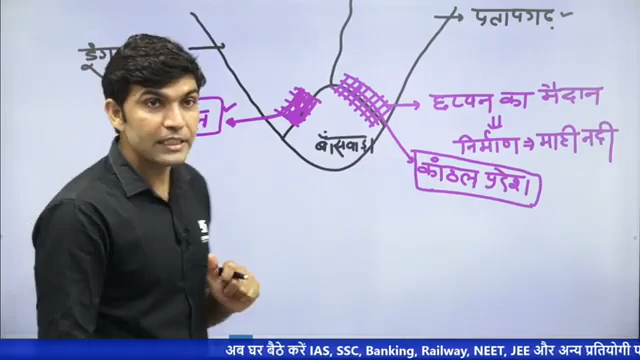 प्रतापगढ़
डूंग
छप्पन का मैदान
निर्माण ⇒ माही नदी
बाँसवाड़ा
काँठल प्रदेश
अब घर बैठे करें IAS, SSC, Banking, Railway, NEET, JEE और अन्य प्रतियोगी प